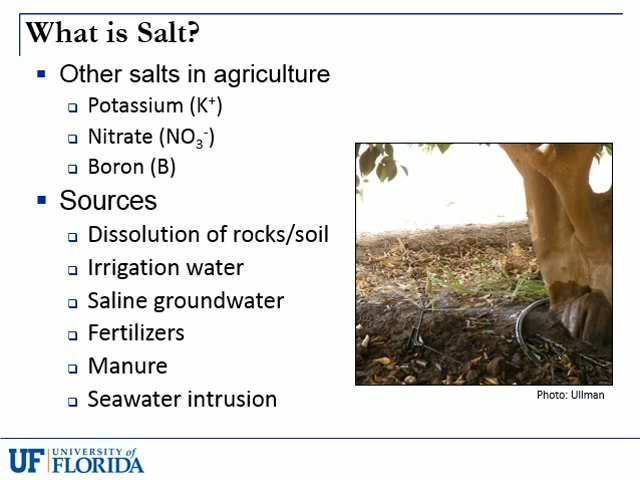 What is Salt?
Other salts in agriculture
Potassium (K⁺)
Nitrate (NO₃⁻)
Boron (B)
Sources
Dissolution of rocks/soil
Irrigation water
Saline groundwater
Fertilizers
Manure
Seawater intrusion
Photo: Ullman
UF UNIVERSITY of
FLORIDA